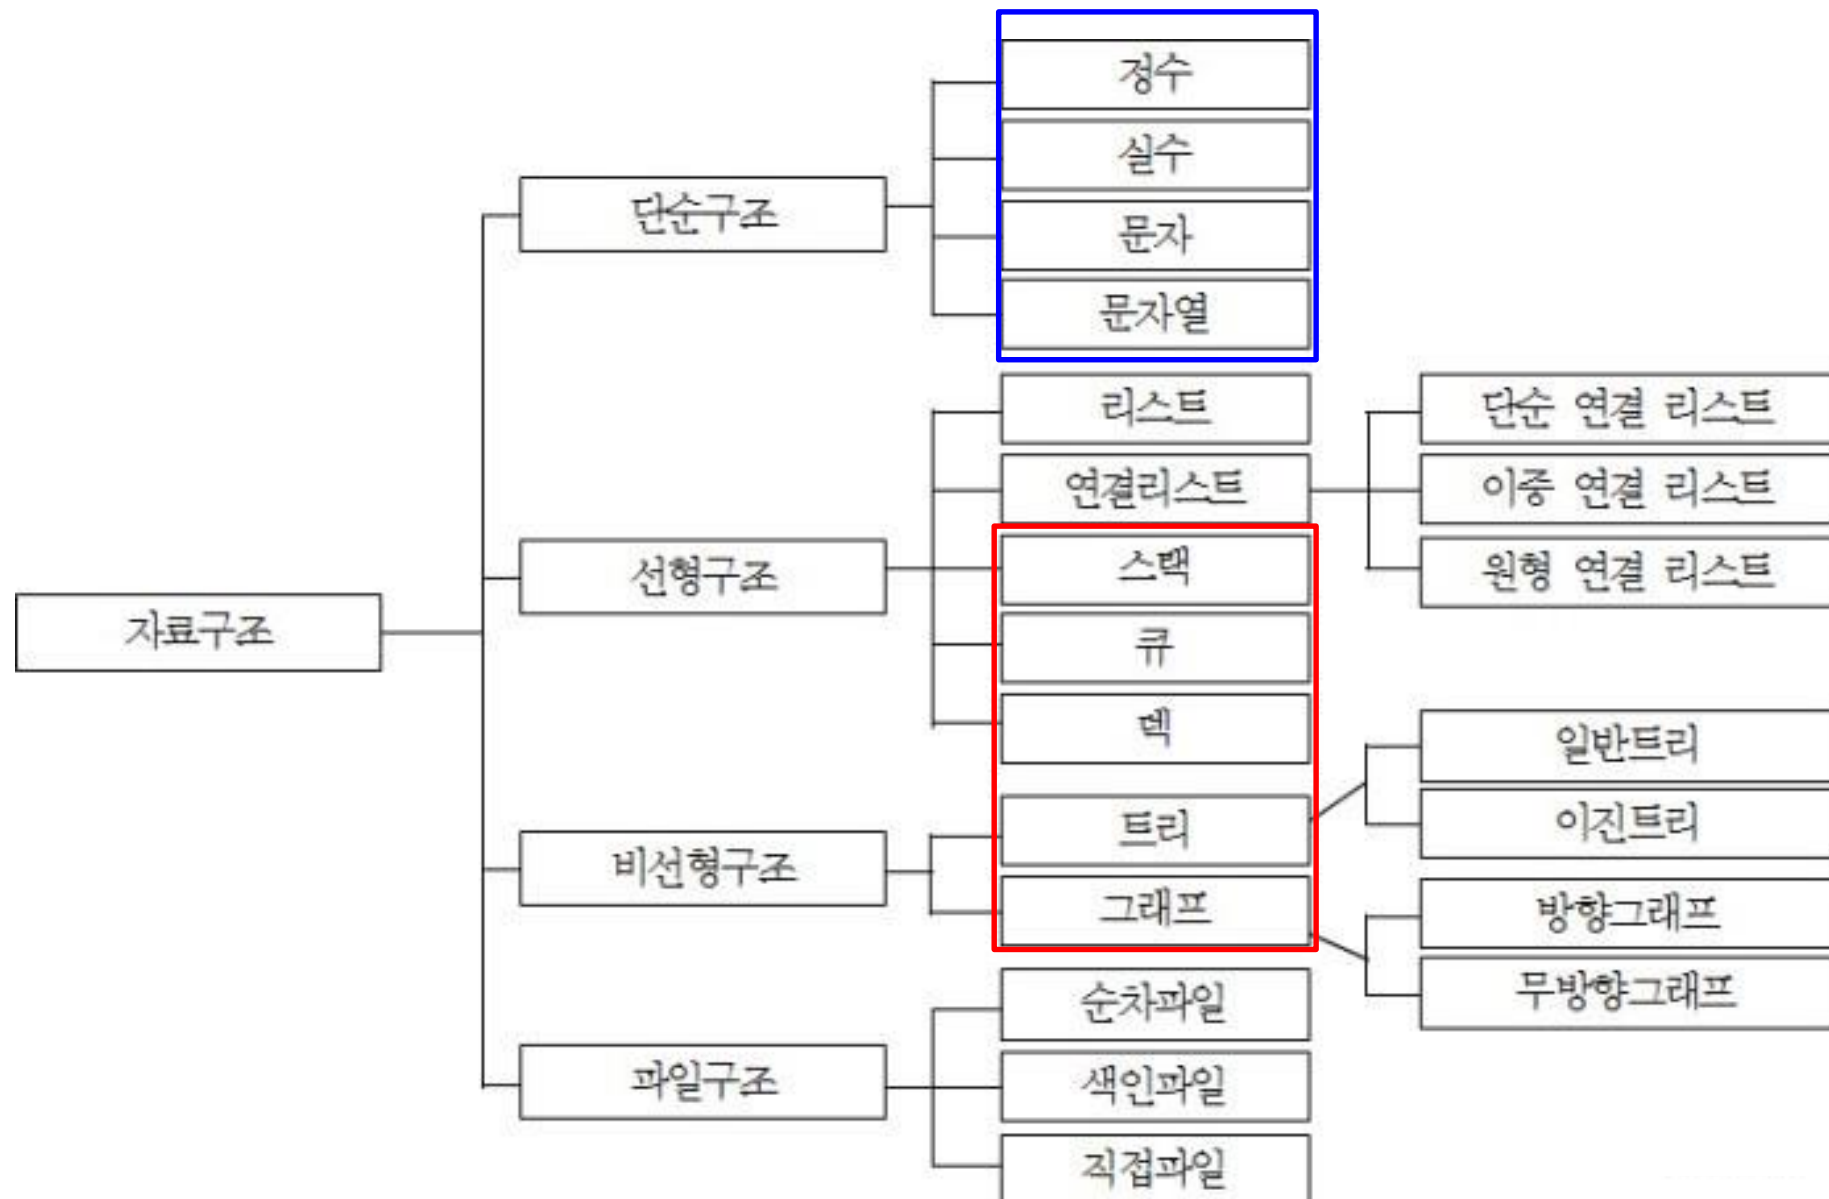 자료구조
단순구조
정수
실수
문자
문자열
선형구조
리스트
연결리스트
단순 연결 리스트
이중 연결 리스트
원형 연결 리스트
스택
큐
덱
비선형구조
트리
일반트리
이진트리
그래프
방향그래프
무방향그래프
파일구조
순차파일
색인파일
직접파일